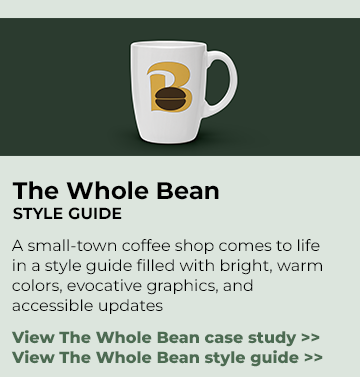 B
The Whole Bean
STYLE GUIDE
A small-town coffee shop comes to life
in a style guide filled with bright, warm
colors, evocative graphics, and
accessible updates
View The Whole Bean case study >>
View The Whole Bean style guide >>